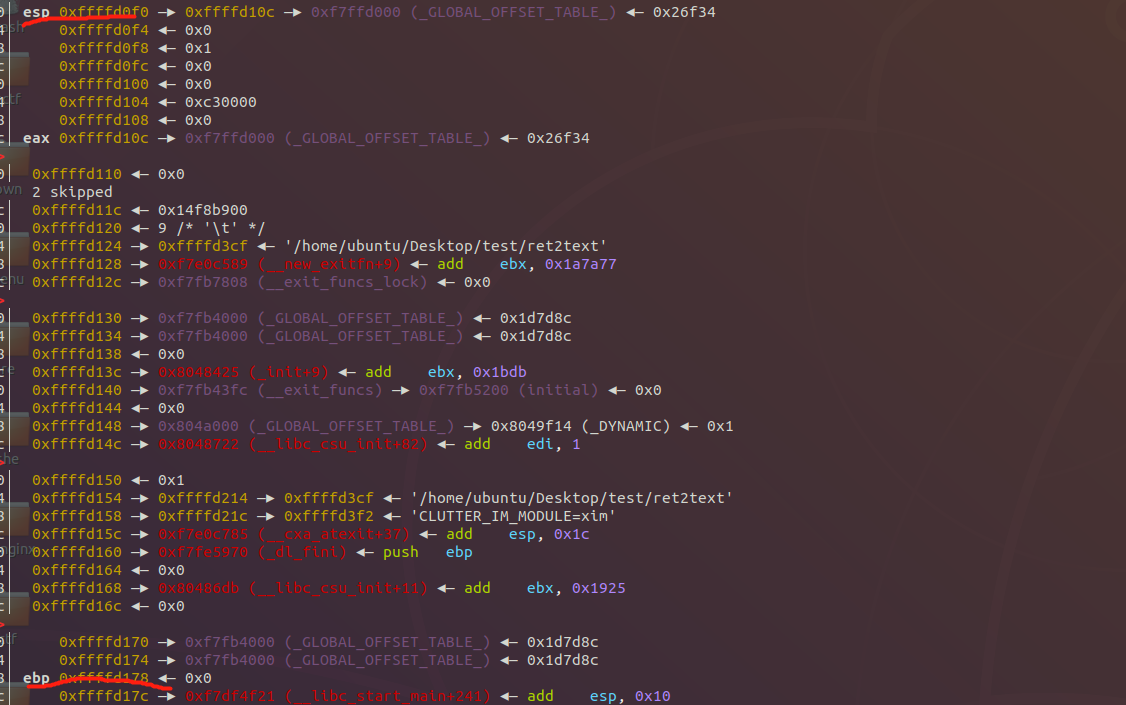 esp 0xffffd0f0 —▸ 0xffffd10c —▸ 0xf7ffd000 (_GLOBAL_OFFSET_TABLE_) ◂— 0x26f34
0xffffd0f4 ◂— 0x0
0xffffd0f8 ◂— 0x1
0xffffd0fc ◂— 0x0
0xffffd100 ◂— 0x0
0xffffd104 ◂— 0xc30000
0xffffd108 ◂— 0x0
eax 0xffffd10c —▸ 0xf7ffd000 (_GLOBAL_OFFSET_TABLE_) ◂— 0x26f34
0xffffd110 ◂— 0x0
2 skipped
0xffffd11c ◂— 0x14f8b900
0xffffd120 ◂— 9 /* '\t' */
0xffffd124 —▸ 0xffffd3cf ◂— '/home/ubuntu/Desktop/test/ret2text'
0xffffd128 —▸ 0xf7e0c589 (__new_exitfn+9) ◂— add ebx, 0x1a7a77
0xffffd12c —▸ 0xf7fb7808 (__exit_funcs_lock) ◂— 0x0
0xffffd130 —▸ 0xf7fb4000 (_GLOBAL_OFFSET_TABLE_) ◂— 0x1d7d8c
0xffffd134 —▸ 0xf7fb4000 (_GLOBAL_OFFSET_TABLE_) ◂— 0x1d7d8c
0xffffd138 ◂— 0x0
0xffffd13c —▸ 0x8048425 (_init+9) ◂— add ebx, 0x1bdb
0xffffd140 —▸ 0xf7fb43fc (__exit_funcs) —▸ 0xf7fb5200 (initial) ◂— 0x0
0xffffd144 ◂— 0x0
0xffffd148 —▸ 0x804a000 (_GLOBAL_OFFSET_TABLE_) —▸ 0x8049f14 (_DYNAMIC) ◂— 0x1
0xffffd14c —▸ 0x8048722 (__libc_csu_init+82) ◂— add edi, 1
0xffffd150 ◂— 0x1
0xffffd154 —▸ 0xffffd214 —▸ 0xffffd3cf ◂— '/home/ubuntu/Desktop/test/ret2text'
0xffffd158 —▸ 0xffffd21c —▸ 0xffffd3f2 ◂— 'CLUTTER_IM_MODULE=xim'
0xffffd15c —▸ 0xf7e0c785 (__cxa_atexit+37) ◂— add esp, 0x1c
0xffffd160 —▸ 0xf7fe5970 (_dl_fini) ◂— push ebp
0xffffd164 ◂— 0x0
0xffffd168 —▸ 0x80486db (__libc_csu_init+11) ◂— add ebx, 0x1925
0xffffd16c ◂— 0x0
0xffffd170 —▸ 0xf7fb4000 (_GLOBAL_OFFSET_TABLE_) ◂— 0x1d7d8c
0xffffd174 —▸ 0xf7fb4000 (_GLOBAL_OFFSET_TABLE_) ◂— 0x1d7d8c
ebp 0xffffd178 ◂— 0x0
0xffffd17c —▸ 0xf7df4f21 (__libc_start_main+241) ◂— add esp, 0x10